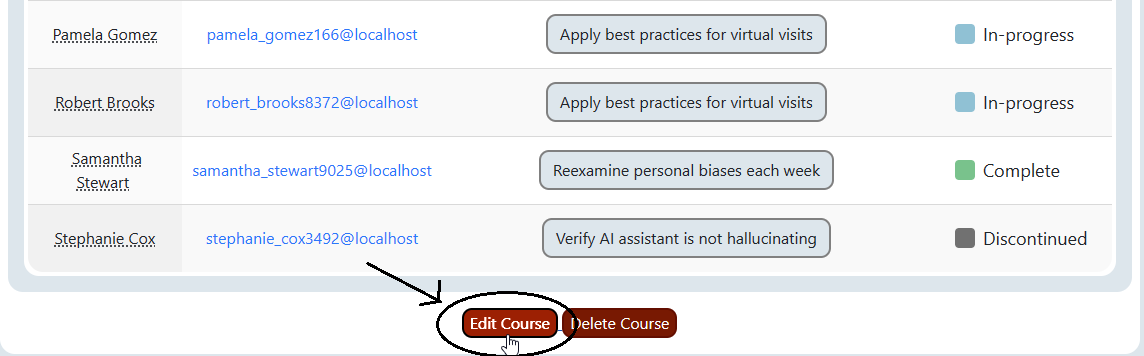 Pamela Gomez pamela_gomez166@localhost Apply best practices for virtual visits In-progress
Robert Brooks robert_brooks8372@localhost Apply best practices for virtual visits In-progress
Samantha
Stewart samantha_stewart9025@localhost Reexamine personal biases each week Complete
Stephanie Cox stephanie_cox3492@localhost Verify AI assistant is not hallucinating Discontinued
Edit Course Delete Course